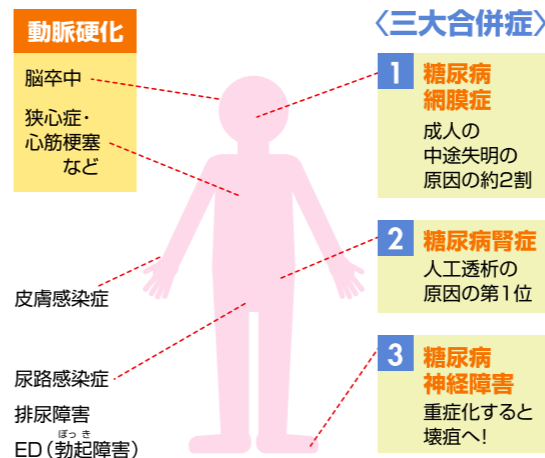 動脈硬化
脳卒中
狭心症・
心筋梗塞
など
皮膚感染症
尿路感染症
排尿障害
ED(勃起障害)
ぼっき
〈三大合併症〉
1 糖尿病
網膜症
成人の
中途失明の
原因の約2割
2 糖尿病腎症
人工透析の
原因の第1位
3 糖尿病
神経障害
重症化すると
壊疽へ!